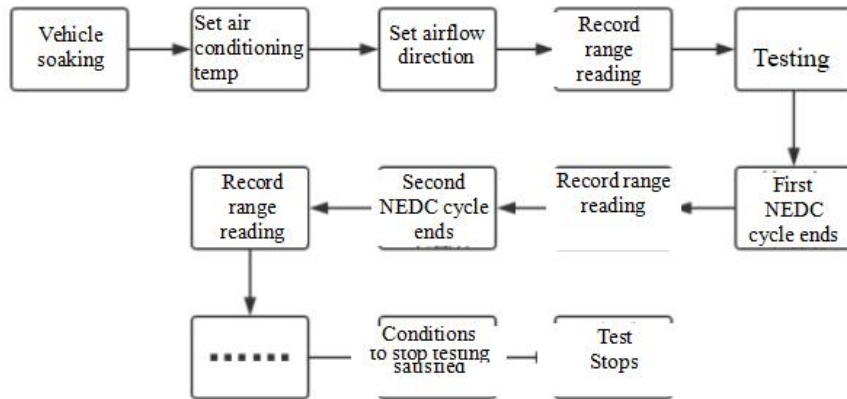 Vehicle
soaking
Set air
conditioning
temp
Set airflow
direction
Record
range
reading
Testing
First
NEDC
cycle ends
Record range
reading
Second
NEDC cycle
ends
Record
range
reading
......
Conditions
to stop testing
satisfied
Test
Stops